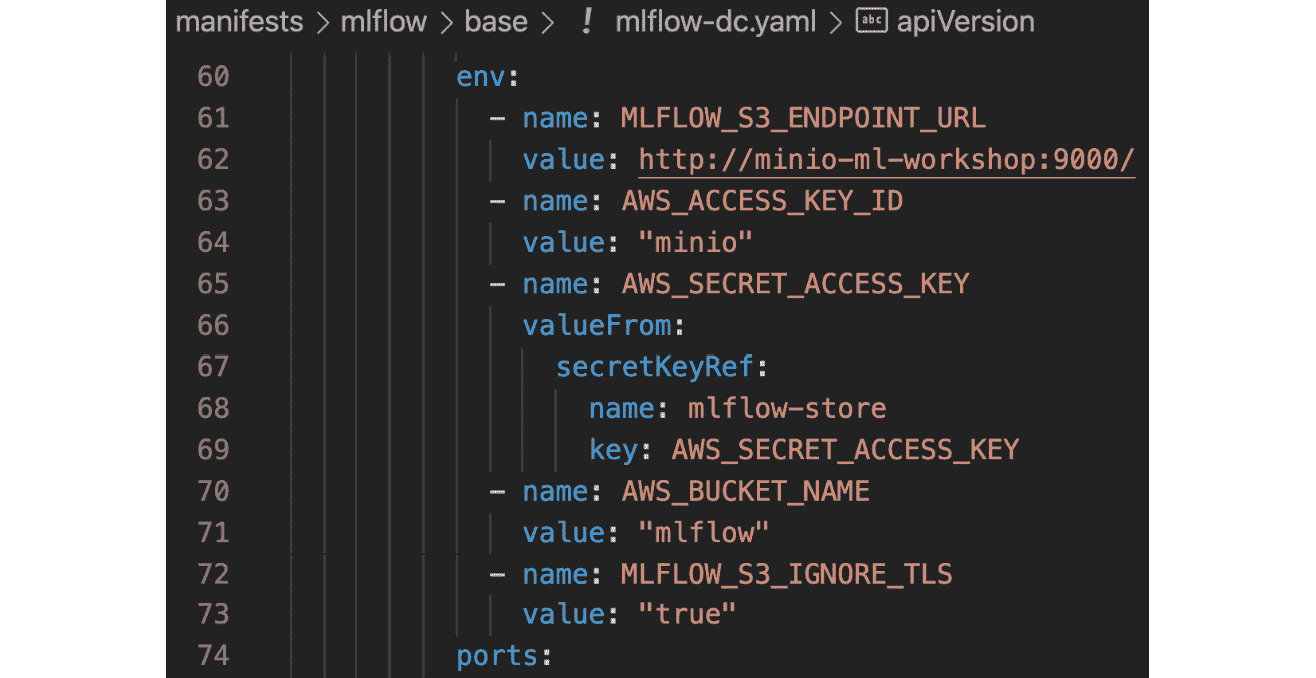 manifests > mlflow > base > ! mlflow-dc.yaml > abc apiVersion
60 env:
61 - name: MLFLOW_S3_ENDPOINT_URL
62 value: http://minio-ml-workshop:9000/
63 - name: AWS_ACCESS_KEY_ID
64 value: "minio"
65 - name: AWS_SECRET_ACCESS_KEY
66 valueFrom:
67 secretKeyRef:
68 name: mlflow-store
69 key: AWS_SECRET_ACCESS_KEY
70 - name: AWS_BUCKET_NAME
71 value: "mlflow"
72 - name: MLFLOW_S3_IGNORE_TLS
73 value: "true"
74 ports: